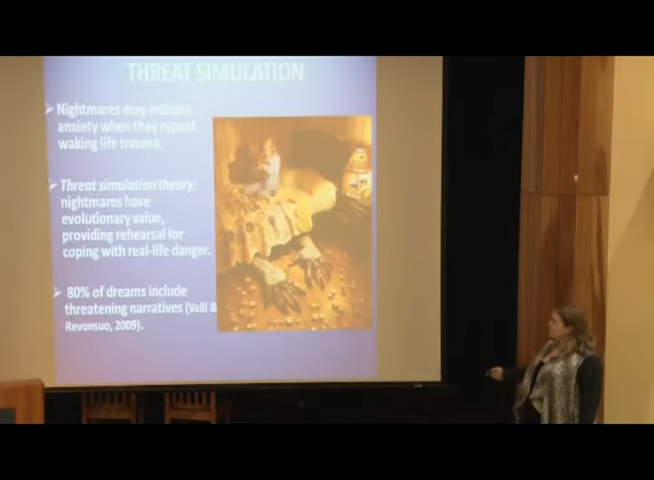 THREAT SIMULATION
Nightmares may indicate
anxiety when they repeat
waking life trauma.
Threat simulation theory:
nightmares have
evolutionary value,
providing rehearsal for
coping with real-life danger.
80% of dreams include
threatening narratives (Valli &
Revonsuo, 2009).